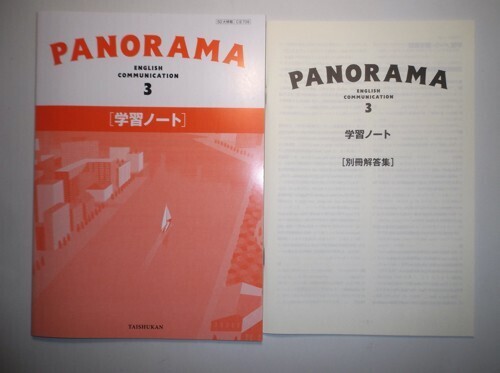 PANORAMA
ENGLISH
COMMUNICATION
3
[学習ノート]
TAISHUKAN
PANORAMA
ENGLISH
COMMUNICATION
3
学習ノート
[別冊解答集]